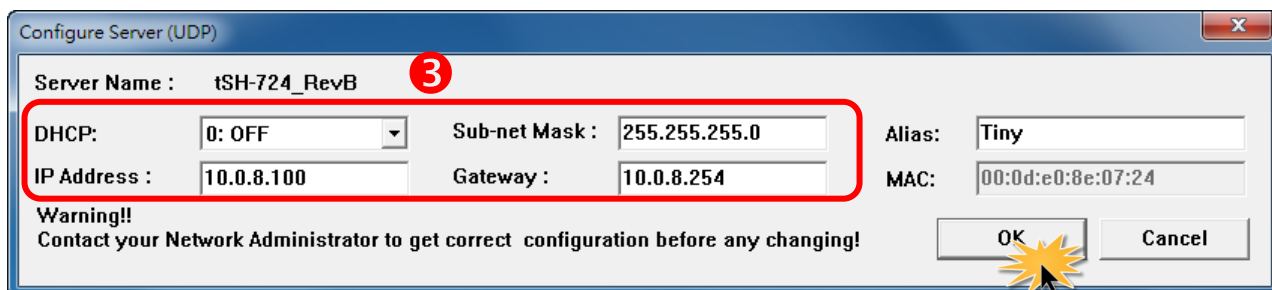 Configure Server (UDP)
x
Server Name : tSH-724_RevB
3
DHCP: 0: OFF Sub-net Mask : 255.255.255.0 Alias: Tiny
IP Address : 10.0.8.100 Gateway : 10.0.8.254 MAC: 00:0d:e0:8e:07:24
Warning!!
Contact your Network Administrator to get correct configuration before any changing!
OK Cancel